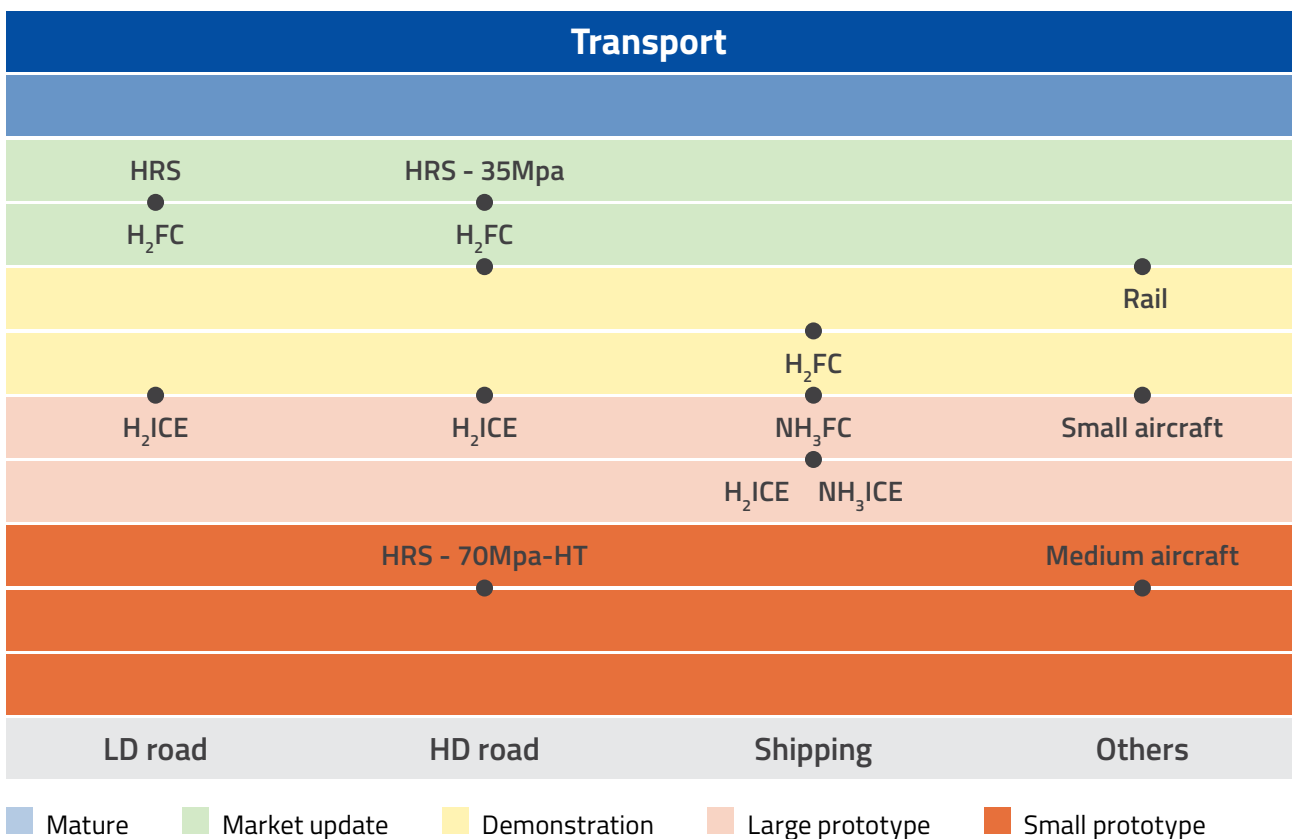 Transport
HRS HRS - 35Mpa
H₂FC H₂FC
Rail
H₂FC
H₂ICE H₂ICE NH₃FC Small aircraft
H₂ICE NH₃ICE
HRS - 70Mpa-HT Medium aircraft
LD road HD road Shipping Others
Mature Market update Demonstration Large prototype Small prototype